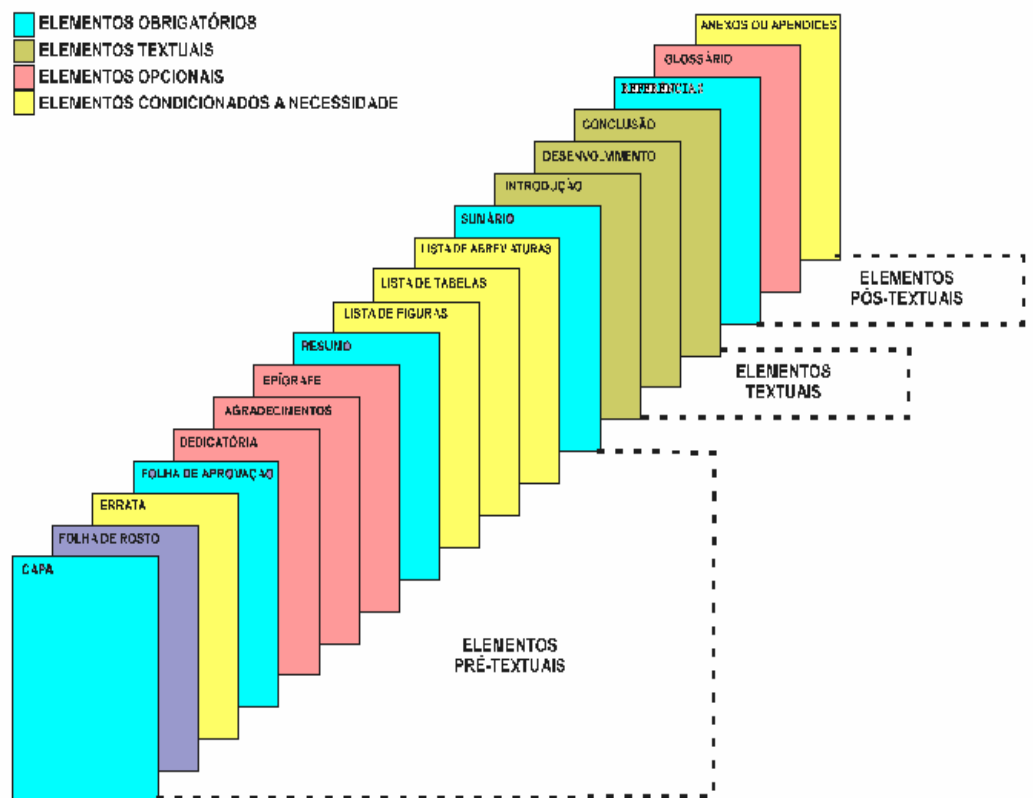 ELEMENTOS OBRIGATÓRIOS
ELEMENTOS TEXTUAIS
ELEMENTOS OPCIONAIS
ELEMENTOS CONDICIONADOS A NECESSIDADE
ANEXOS OU APENDICES
GLOSSÁRIO
REFERÊNCIAS
CONCLUSÃO
DESENVOLVIMENTO
INTRODUÇÃO
SUMÁRIO
LISTA DE ABREVIATURAS
LISTA DE TABELAS
LISTA DE FIGURAS
RESUMO
EPÍGRAFE
AGRADECIMENTOS
DEDICATÓRIA
FOLHA DE APROVAÇÃO
ERRATA
FOLHA DE ROSTO
CAPA
ELEMENTOS
PÓS-TEXTUAIS
ELEMENTOS
TEXTUAIS
ELEMENTOS
PRÉ-TEXTUAIS